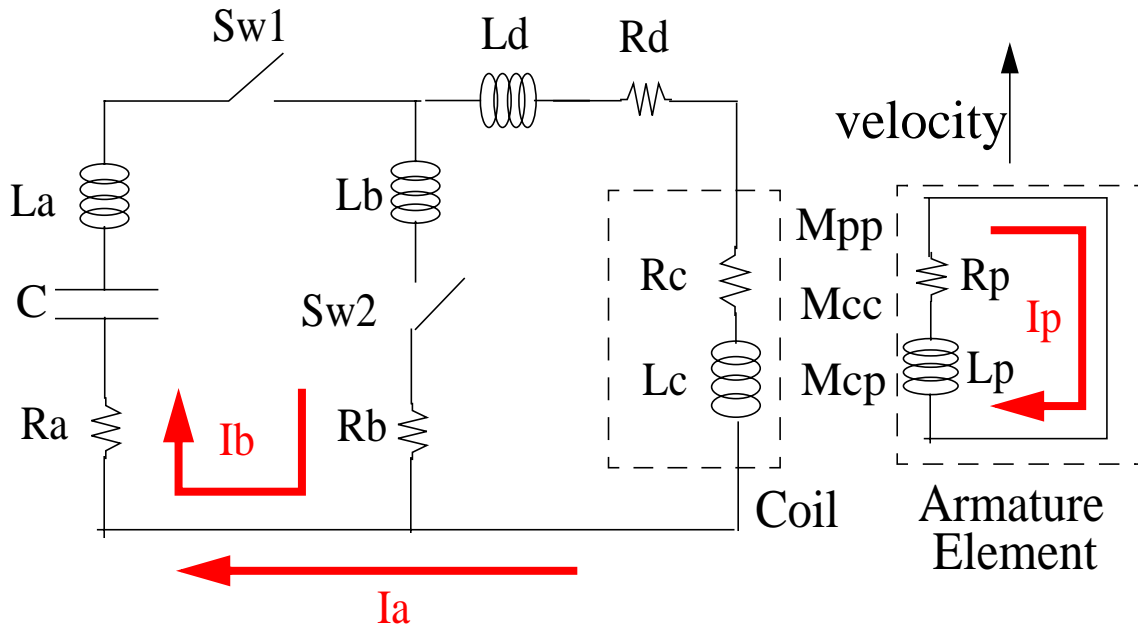 Sw1
Ld
Rd
velocity
La
Lb
Mpp
Rc
Rp
C
Sw2
Mcc
Ip
Lc
Mcp
Lp
Ra
Ib
Rb
Coil
Armature
Element
Ia